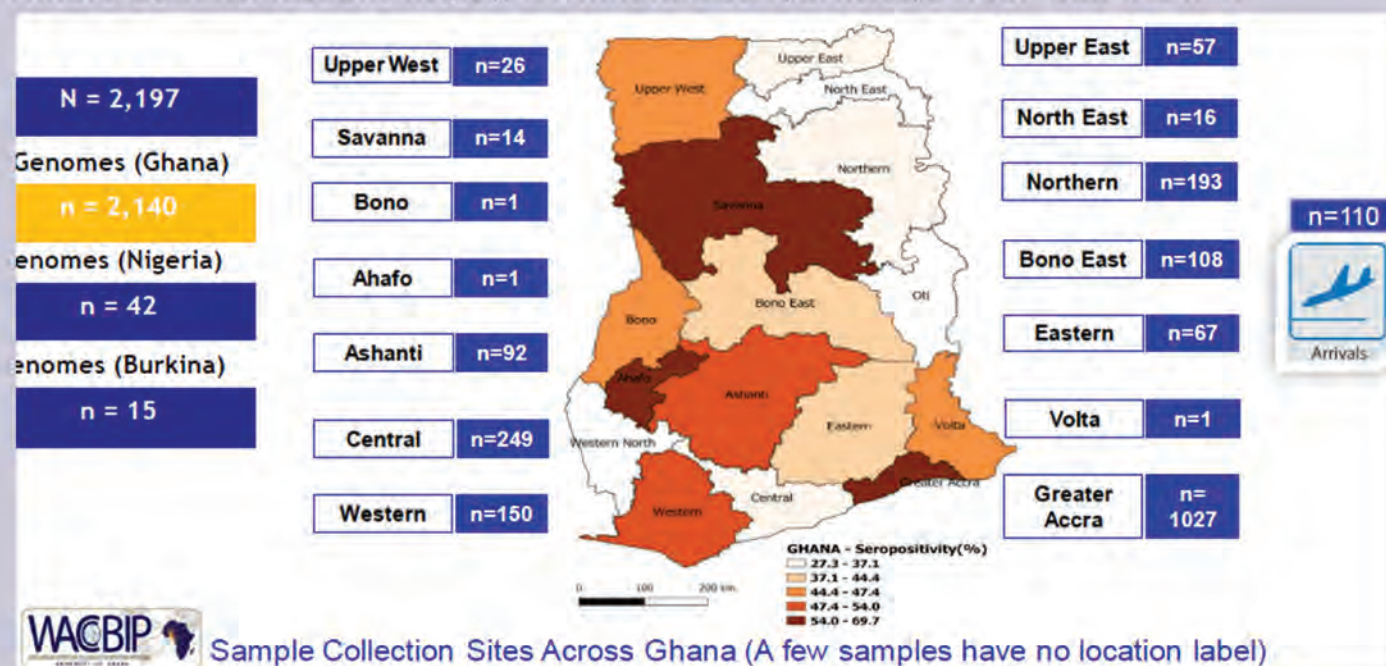 N = 2,197
Genomes (Ghana)
n = 2,140
enomes (Nigeria)
n = 42
enomes (Burkina)
n = 15
Upper West n=26
Savanna n=14
Bono n=1
Ahafo n=1
Ashanti n=92
Central n=249
Western n=150
Upper East
North East
Upper West
Northern
Savanna
Oti
Bono East
Bono
Ahafo
Ashanti
Eastern
Volta
Western North
Greater Accra
Central
Western
GHANA - Seropositivity(%)
27.3 - 37.1
37.1 - 44.4
44.4 - 47.4
47.4 - 54.0
54.0 - 69.7
0 100 200 km.
Upper East n=57
North East n=16
Northern n=193
Bono East n=108
Eastern n=67
Volta n=1
Greater
Accra
n=
1027
n=110
Arrivals
WACCBIP
Sample Collection Sites Across Ghana (A few samples have no location label)